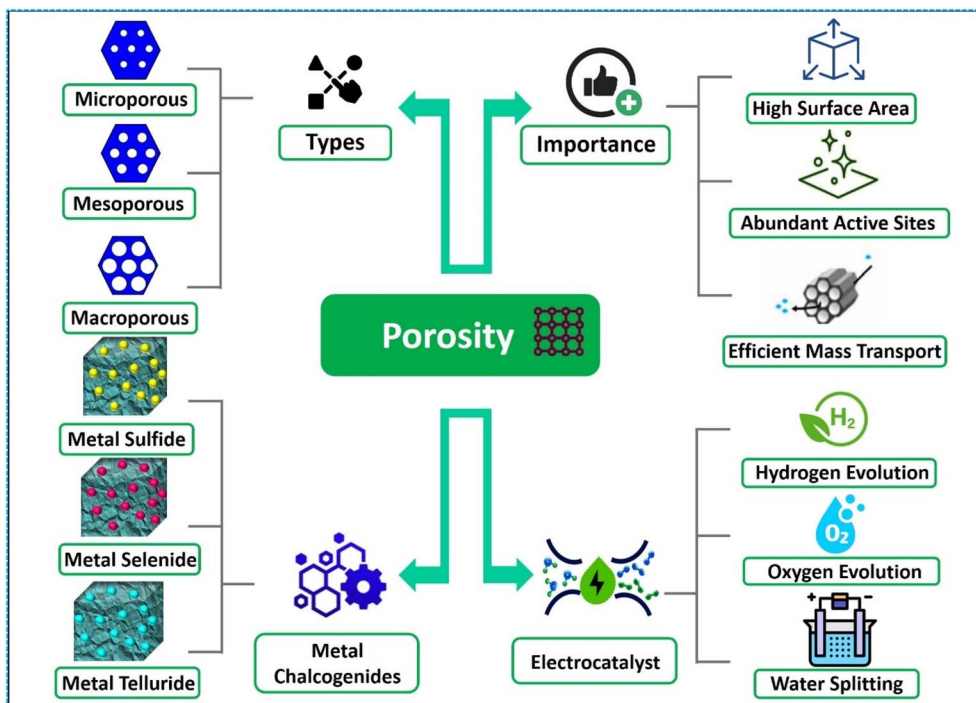 Microporous
Mesoporous
Macroporous
Types
Importance
High Surface Area
Abundant Active Sites
Efficient Mass Transport
Porosity
Metal Sulfide
Metal Selenide
Metal Telluride
Metal
Chalcogenides
Electrocatalyst
H₂
Hydrogen Evolution
O₂
Oxygen Evolution
+ -
Water Splitting